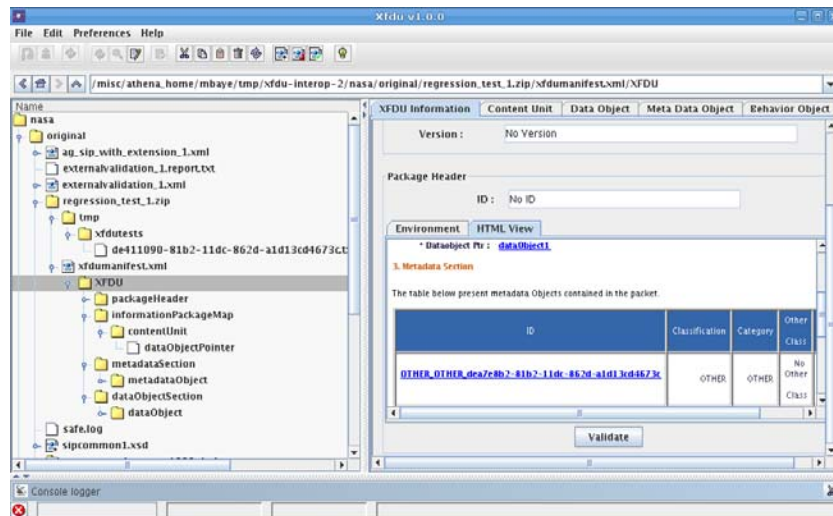 Xfdu v1.0.0
File Edit Preferences Help
/misc/athena_home/mbaye/tmp/xfdu-interop-2/nasa/original/regression_test_1.zip/xfdumanifest.xml/XFDU
Name
nasa
original
ag_sip_with_extension_1.xml
externalvalidation_1.report.txt
externalvalidation_1.xml
regression_test_1.zip
tmp
xfdutests
de411090-81b2-11dc-862d-a1d13cd4673c.t
xfdumanifest.xml
XFDU
packageHeader
informationPackageMap
contentUnit
dataObjectPointer
metadataSection
metadataObject
dataObjectSection
dataObject
safe.log
sipcommon1.xsd
XFDU Information Content Unit Data Object Meta Data Object Behavior Object
Version : No Version
Package Header
ID : No ID
Environment HTML View
* Dataobject Ptr : dataObject1
3. Metadata Section
The table below present metadata Objects contained in the packet.
ID Classification Category Other Class
OTHER_OTHER_dea7e8b2-81b2-11dc-862d-a1d13cd4673c OTHER OTHER No Other Class
Validate
Console logger